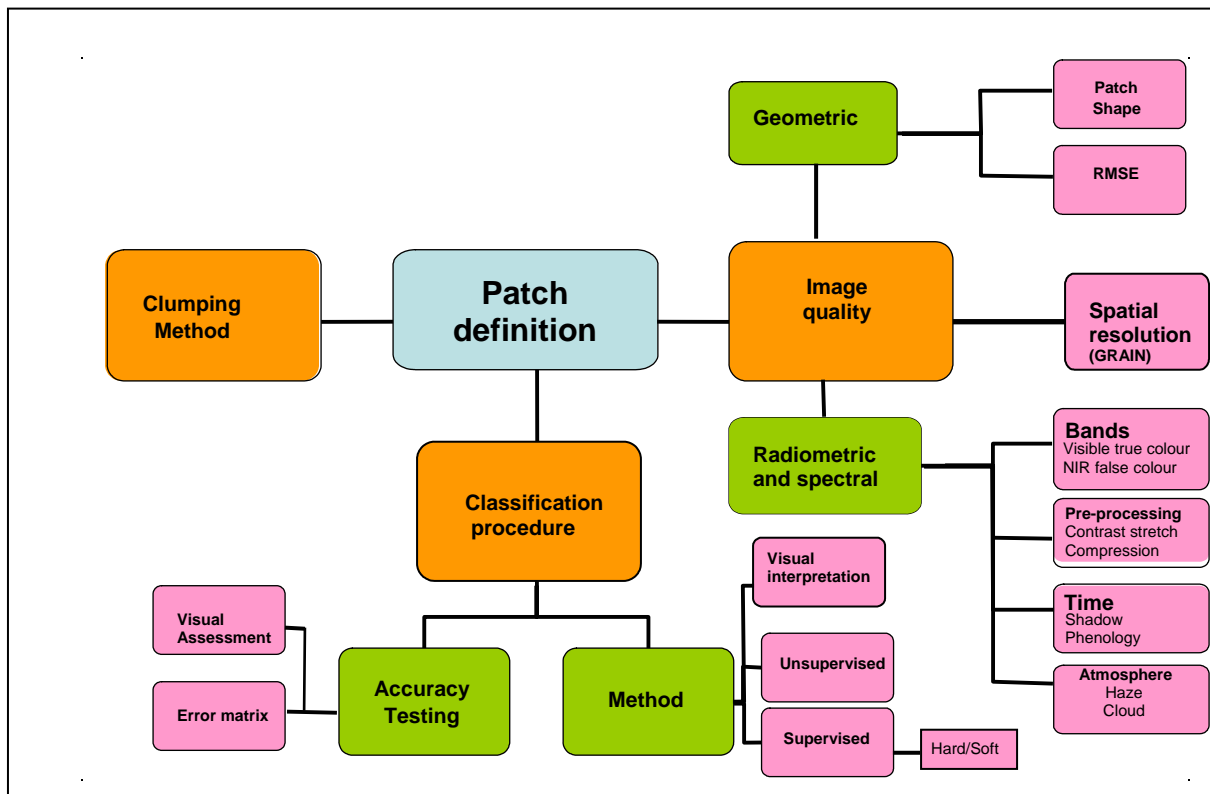 Geometric
Patch
Shape
RMSE
Clumping
Method
Patch
definition
Image
quality
Spatial
resolution
(GRAIN)
Classification
procedure
Radiometric
and spectral
Bands
Visible true colour
NIR false colour
Pre-processing
Contrast stretch
Compression
Time
Shadow
Phenology
Atmosphere
Haze
Cloud
Visual
Assessment
Error matrix
Accuracy
Testing
Method
Visual
interpretation
Unsupervised
Supervised
Hard/Soft